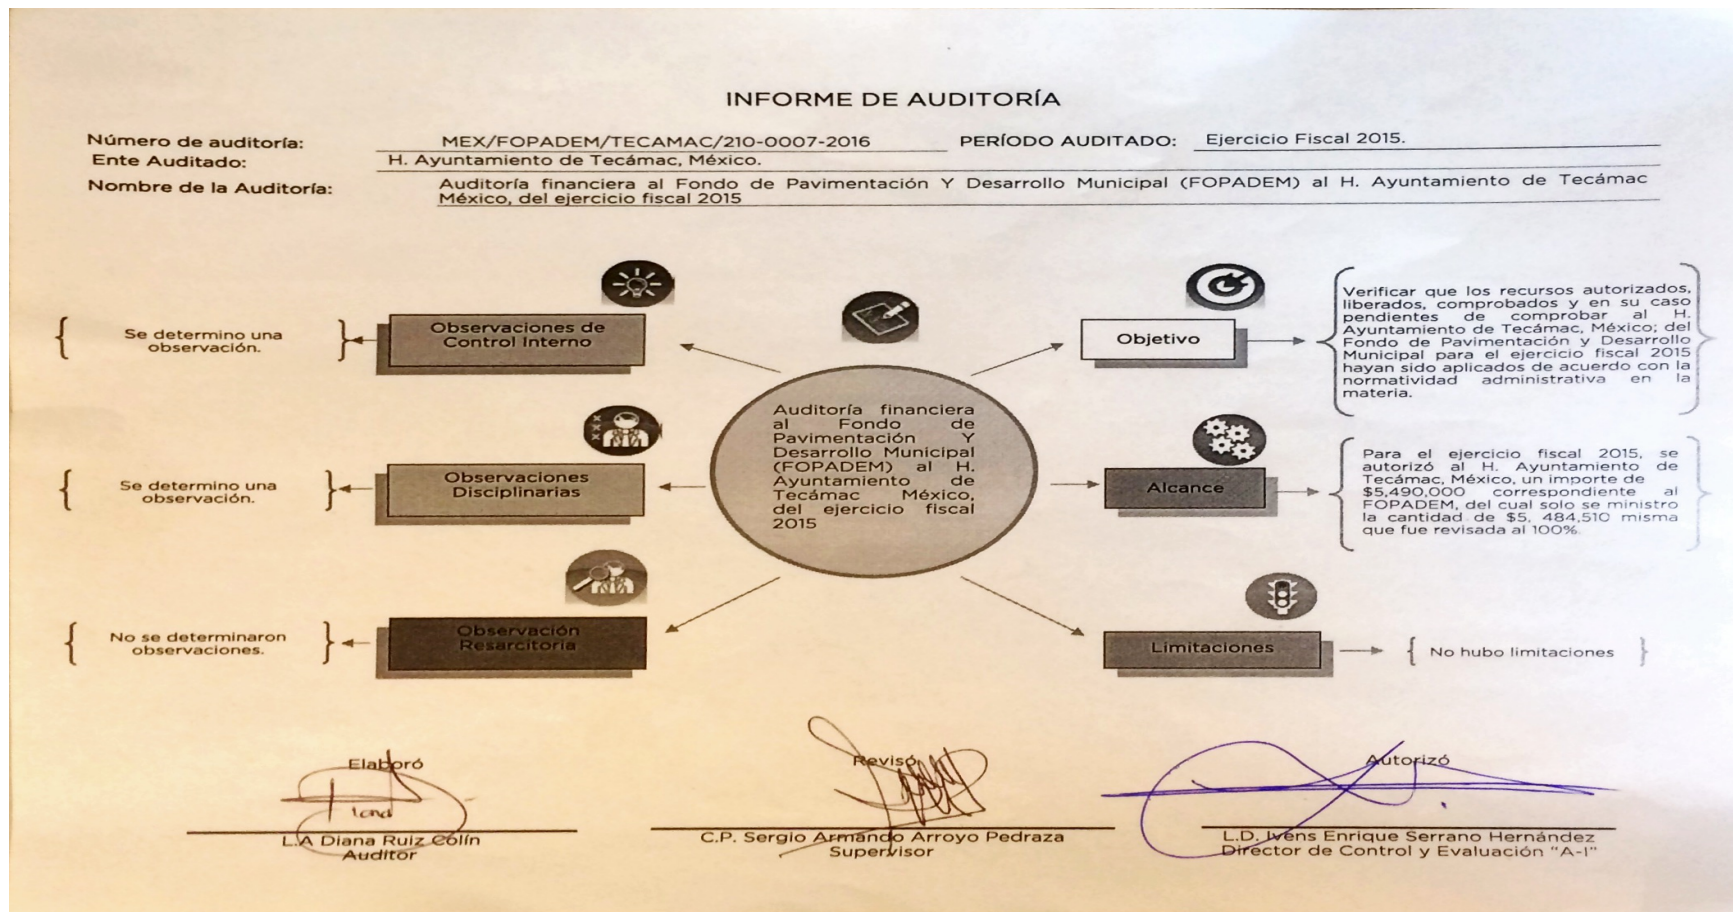 INFORME DE AUDITORÍA
Número de auditoría: MEX/FOPADEM/TECAMAC/210-0007-2016 PERÍODO AUDITADO: Ejercicio Fiscal 2015.
Ente Auditado: H. Ayuntamiento de Tecámac, México.
Nombre de la Auditoría: Auditoría financiera al Fondo de Pavimentación Y Desarrollo Municipal (FOPADEM) al H. Ayuntamiento de Tecámac
México, del ejercicio fiscal 2015
Se determino una
observación.
Observaciones de
Control Interno
Se determino una
observación.
Observaciones
Disciplinarias
No se determinaron
observaciones.
Observación
Resarcitoria
Auditoría financiera
al Fondo de
Pavimentación Y
Desarrollo Municipal
(FOPADEM) al H.
Ayuntamiento de
Tecámac México,
del ejercicio fiscal
2015
Objetivo
Verificar que los recursos autorizados,
liberados, comprobados y en su caso
pendientes de comprobar al H.
Ayuntamiento de Tecámac, México; del
Fondo de Pavimentación y Desarrollo
Municipal para el ejercicio fiscal 2015
hayan sido aplicados de acuerdo con la
normatividad administrativa en la
materia.
Alcance
Para el ejercicio fiscal 2015, se
autorizó al H. Ayuntamiento de
Tecámac, México, un importe de
$5,490,000 correspondiente al
FOPADEM, del cual solo se ministro
la cantidad de $5, 484,510 misma
que fue revisada al 100%.
Limitaciones
No hubo limitaciones
Elaboró
L.A Diana Ruiz Colín
Auditor
Revisó
C.P. Sergio Armando Arroyo Pedraza
Supervisor
Autorizó
L.D. Ivens Enrique Serrano Hernández
Director de Control y Evaluación "A-I"